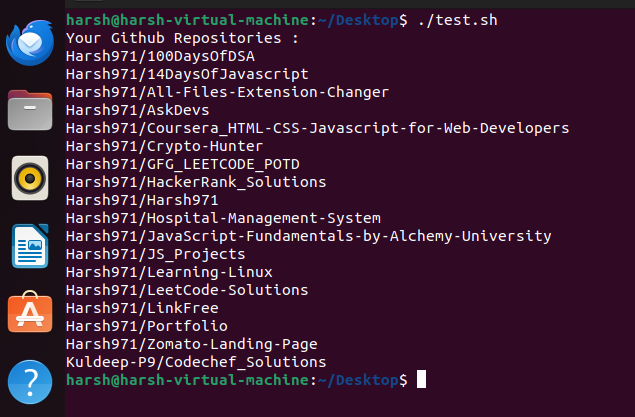 harsh@harsh-virtual-machine:~/Desktop$ ./test.sh
Your Github Repositories :
Harsh971/100DaysOfDSA
Harsh971/14DaysOfJavascript
Harsh971/All-Files-Extension-Changer
Harsh971/AskDevs
Harsh971/Coursera_HTML-CSS-Javascript-for-Web-Developers
Harsh971/Crypto-Hunter
Harsh971/GFG_LEETCODE_POTD
Harsh971/HackerRank_Solutions
Harsh971/Harsh971
Harsh971/Hospital-Management-System
Harsh971/JavaScript-Fundamentals-by-Alchemy-University
Harsh971/JS_Projects
Harsh971/Learning-Linux
Harsh971/LeetCode-Solutions
Harsh971/LinkFree
Harsh971/Portfolio
Harsh971/Zomato-Landing-Page
Kuldeep-P9/Codechef_Solutions
harsh@harsh-virtual-machine:~/Desktop$